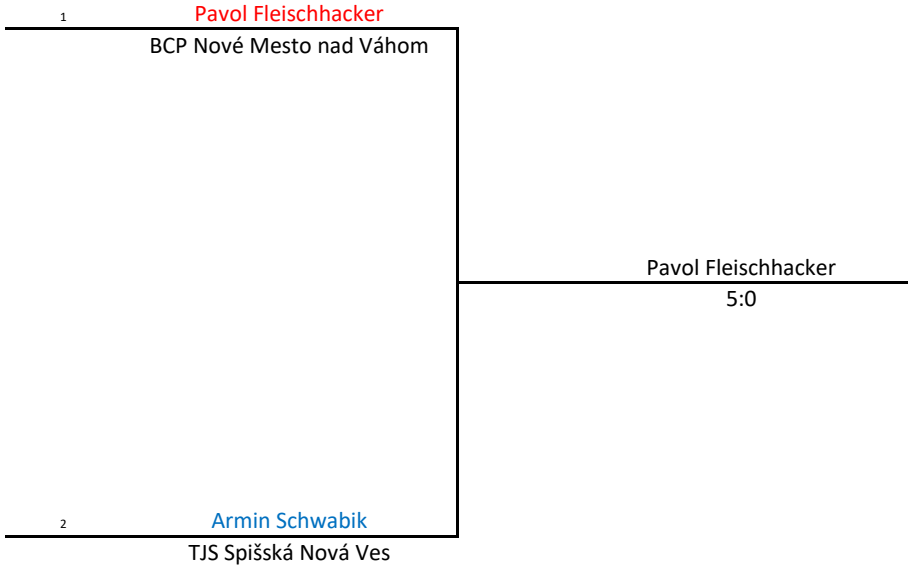 1 Pavol Fleischhacker
BCP Nové Mesto nad Váhom
Pavol Fleischhacker
5:0
2 Armin Schwabik
TJS Spišská Nová Ves